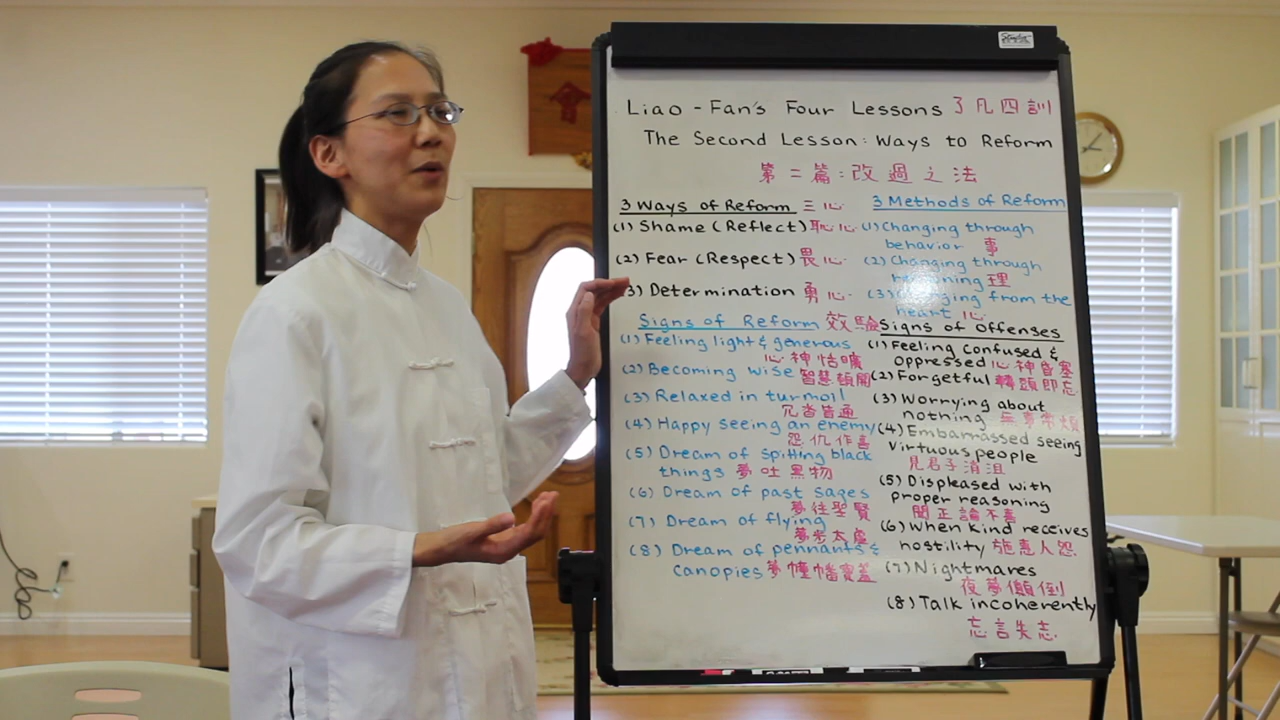 Liao-Fan's Four Lessons 了凡四訓
The Second Lesson: Ways to Reform
第二篇:改過之法
3 Ways of Reform 三心
(1) Shame (Reflect) 恥心
(2) Fear (Respect) 畏心
(3) Determination 勇心
3 Methods of Reform
(1) Changing through
behavior 事
(2) Changing through
reasoning 理
(3) Changing from the
heart 心
Signs of Reform 效驗
(1) Feeling light & generous
心神恬曠
(2) Becoming wise 智慧頓開
(3) Relaxed in turmoil
冗沓皆通
(4) Happy seeing an enemy
怨仇作喜
(5) Dream of spitting black
things 夢吐黑物
(6) Dream of past sages
夢往聖賢
(7) Dream of flying
夢步太虛
(8) Dream of pennants &
canopies 夢幢幡寶蓋
Signs of Offenses
(1) Feeling Confused &
oppressed 心神昏塞
(2) Forgetful 轉頭即忘
(3) Worrying about
nothing 無事常煩
(4) Embarrassed seeing
virtuous people
見君子消沮
(5) Displeased with
proper reasoning
聞正論不喜
(6) When kind receives
hostility 施惠人怨
(7) Nightmares
夜夢顛倒
(8) Talk incoherently
忘言失志